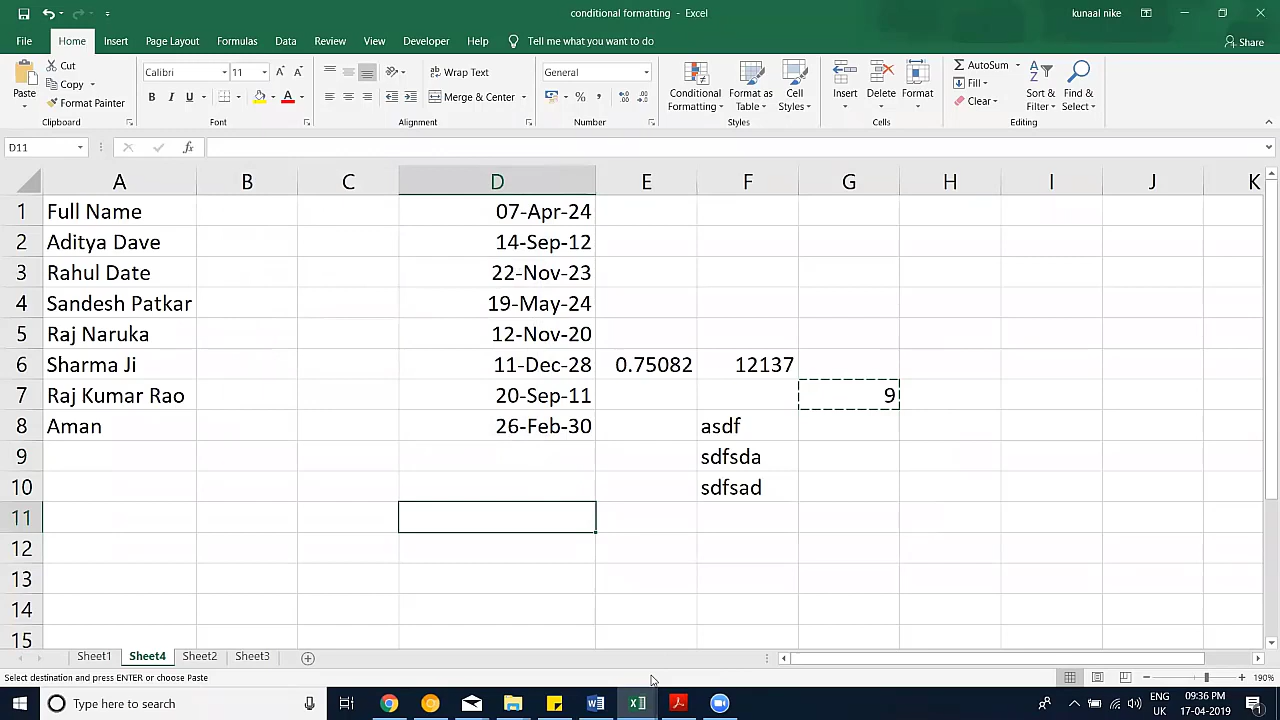 conditional formatting - Excel
kunaal nike
File Home Insert Page Layout Formulas Data Review View Developer Help Tell me what you want to do Share
Paste
Cut
Copy
Format Painter
Clipboard
Calibri 11
B I U
Font
Wrap Text
Merge & Center
Alignment
General
Number
Conditional Formatting
Format as Table
Cell Styles
Styles
Insert
Delete
Format
Cells
AutoSum
Fill
Clear
Sort & Filter
Find & Select
Editing
D11
fx
A B C D E F G H I J K
1 Full Name 07-Apr-24
2 Aditya Dave 14-Sep-12
3 Rahul Date 22-Nov-23
4 Sandesh Patkar 19-May-24
5 Raj Naruka 12-Nov-20
6 Sharma Ji 11-Dec-28 0.75082 12137
7 Raj Kumar Rao 20-Sep-11 9
8 Aman 26-Feb-30 asdf
9 sdfsda
10 sdfsad
11
12
13
14
15
Sheet1 Sheet4 Sheet2 Sheet3
Select destination and press ENTER or choose Paste
190%
Type here to search
ENG
UK
09:36 PM
17-04-2019